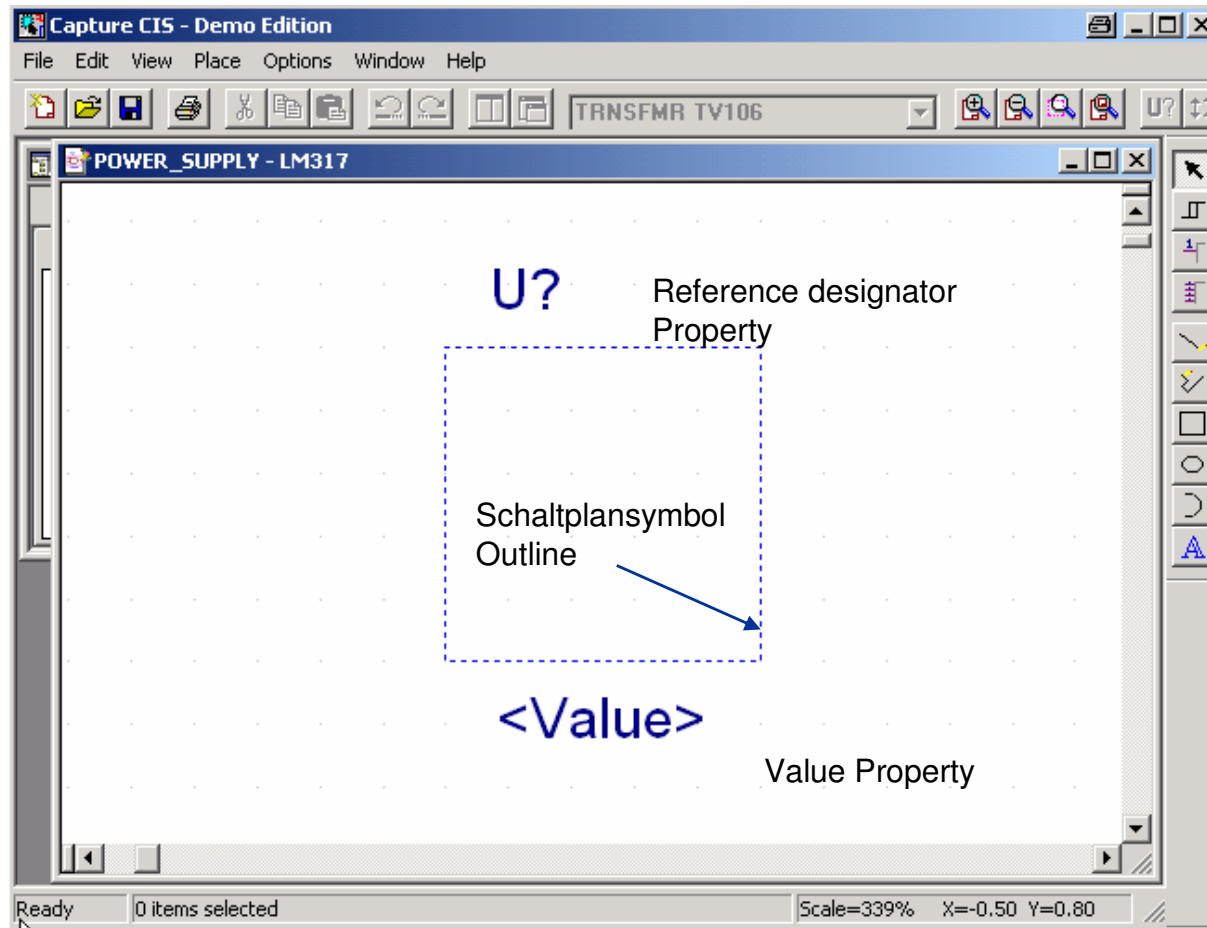 Capture CIS - Demo Edition
File Edit View Place Options Window Help
TRNSFMR TV106
U?
POWER_SUPPLY - LM317
1
U?
Reference designator
Property
Schaltplansymbol
Outline
A
<Value>
Value Property
Ready 0 items selected Scale=339% X=-0.50 Y=0.80